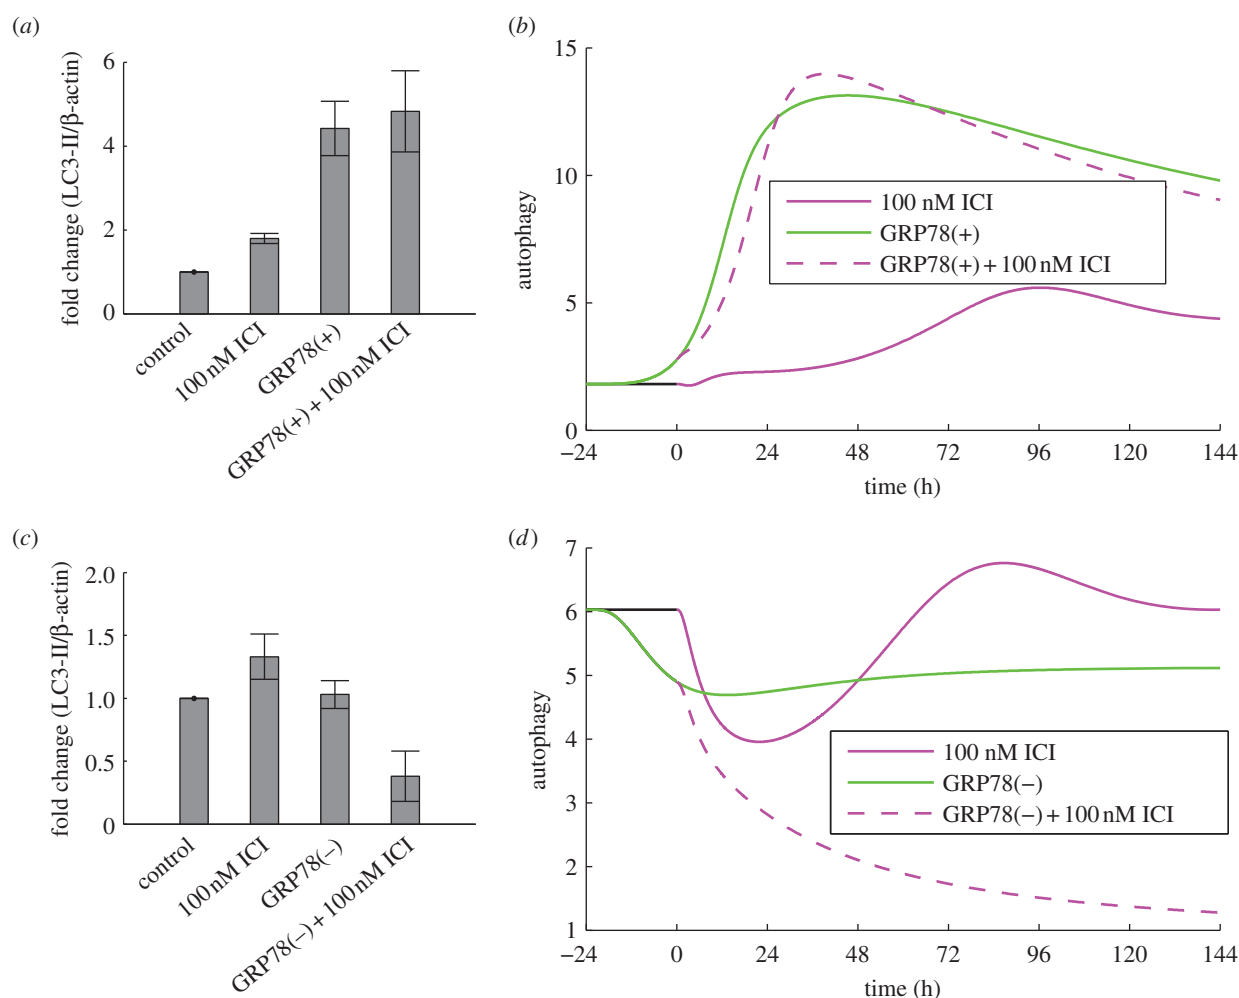 (a)
fold change (LC3-II/β-actin)
6
4
2
0
control
100 nM ICI
GRP78(+)
GRP78(+) + 100 nM ICI
(b)
autophagy
15
10
5
0
−24 0 24 48 72 96 120 144
time (h)
100 nM ICI
GRP78(+)
GRP78(+) + 100 nM ICI
(c)
fold change (LC3-II/β-actin)
2.0
1.5
1.0
0.5
0
control
100 nM ICI
GRP78(−)
GRP78(−) + 100 nM ICI
(d)
autophagy
7
6
5
4
3
2
1
−24 0 24 48 72 96 120 144
time (h)
100 nM ICI
GRP78(−)
GRP78(−) + 100 nM ICI